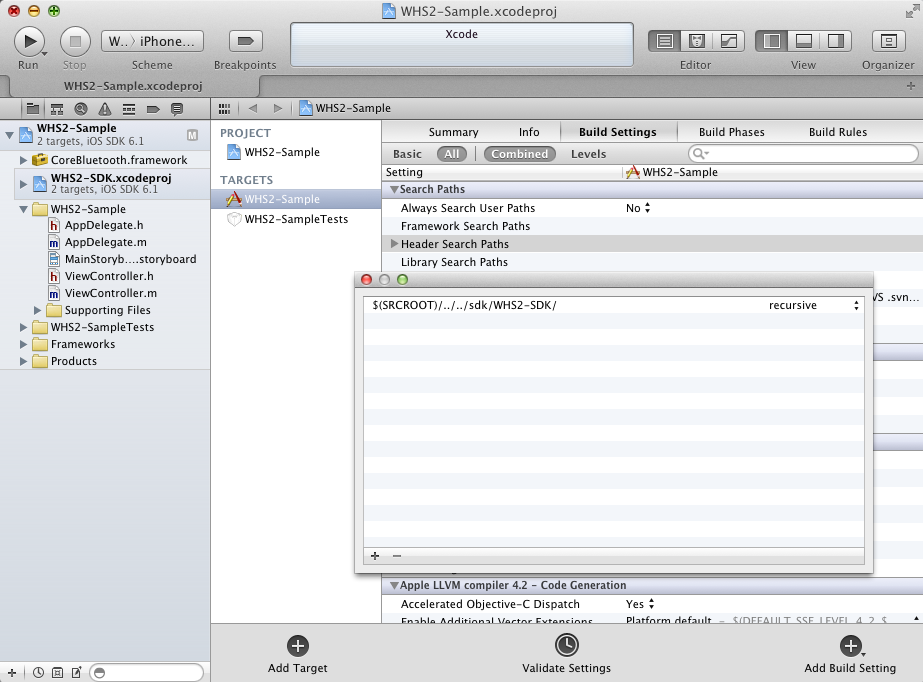 WHS2-Sample.xcodeproj
W.. 〉 iPhone...
Xcode
Run Stop Scheme Breakpoints Editor View Organizer
WHS2-Sample.xcodeproj
WHS2-Sample
2 targets, iOS SDK 6.1
M
CoreBluetooth.framework
WHS2-SDK.xcodeproj
2 targets, iOS SDK 6.1
WHS2-Sample
AppDelegate.h
AppDelegate.m
MainStoryb....storyboard
ViewController.h
ViewController.m
Supporting Files
WHS2-SampleTests
Frameworks
Products
WHS2-Sample
PROJECT
WHS2-Sample
TARGETS
WHS2-Sample
WHS2-SampleTests
Summary Info Build Settings Build Phases Build Rules
Basic All Combined Levels
Setting WHS2-Sample
Search Paths
Always Search User Paths No
Framework Search Paths
Header Search Paths
Library Search Paths
VS .svn...
$(SRCROOT)/../../sdk/WHS2-SDK/ recursive
Apple LLVM compiler 4.2 - Code Generation
Accelerated Objective-C Dispatch Yes
Enable Additional Vector Extensions Platform default - $(DEFAULT_SSE_LEVEL_4_2_$
Add Target Validate Settings Add Build Setting